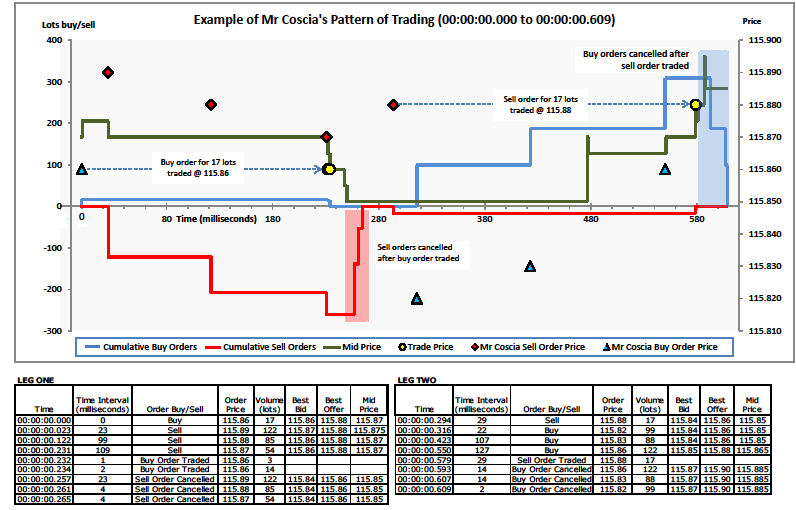 Example of Mr Coscia's Pattern of Trading (00:00:00.000 to 00:00:00.609)
Lots buy/sell
Price
400
300
200
100
0
-100
-200
-300
115.900
115.890
115.880
115.870
115.860
115.850
115.840
115.830
115.820
115.810
Buy orders cancelled after
sell order traded
Sell order for 17 lots
traded @ 115.88
Buy order for 17 lots
traded @ 115.86
0 80 Time (milliseconds) 180 280 380 480 580
Sell orders cancelled
after buy order traded
Cumulative Buy Orders Cumulative Sell Orders Mid Price Trade Price Mr Coscia Sell Order Price Mr Coscia Buy Order Price
LEG ONE
Time Time Interval (milliseconds) Order Buy/Sell Order Price Volume (lots) Best Bid Best Offer Mid Price
00:00:00.000 0 Buy 115.86 17 115.86 115.88 115.87
00:00:00.023 23 Sell 115.89 122 115.87 115.88 115.875
00:00:00.122 99 Sell 115.88 85 115.86 115.88 115.87
00:00:00.231 109 Sell 115.87 54 115.86 115.88 115.87
00:00:00.232 1 Buy Order Traded 115.86 3
00:00:00.234 2 Buy Order Traded 115.86 14
00:00:00.257 23 Sell Order Cancelled 115.89 122 115.84 115.86 115.85
00:00:00.261 4 Sell Order Cancelled 115.88 85 115.84 115.86 115.85
00:00:00.265 4 Sell Order Cancelled 115.87 54 115.84 115.86 115.85
LEG TWO
Time Time Interval (milliseconds) Order Buy/Sell Order Price Volume (lots) Best Bid Best Offer Mid Price
00:00:00.294 29 Sell 115.88 17 115.84 115.86 115.85
00:00:00.316 22 Buy 115.82 99 115.84 115.86 115.85
00:00:00.423 107 Buy 115.83 88 115.84 115.86 115.85
00:00:00.550 127 Buy 115.86 122 115.85 115.88 115.865
00:00:00.579 29 Sell Order Traded 115.88 17
00:00:00.593 14 Buy Order Cancelled 115.86 122 115.87 115.90 115.885
00:00:00.607 14 Buy Order Cancelled 115.83 88 115.87 115.90 115.885
00:00:00.609 2 Buy Order Cancelled 115.82 99 115.87 115.90 115.885